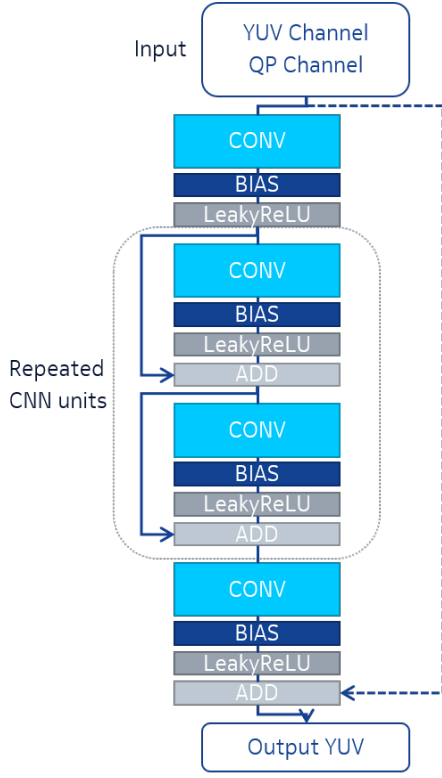 Input
YUV Channel
QP Channel
CONV
BIAS
LeakyReLU
CONV
BIAS
LeakyReLU
ADD
Repeated
CNN units
CONV
BIAS
LeakyReLU
ADD
CONV
BIAS
LeakyReLU
ADD
Output YUV